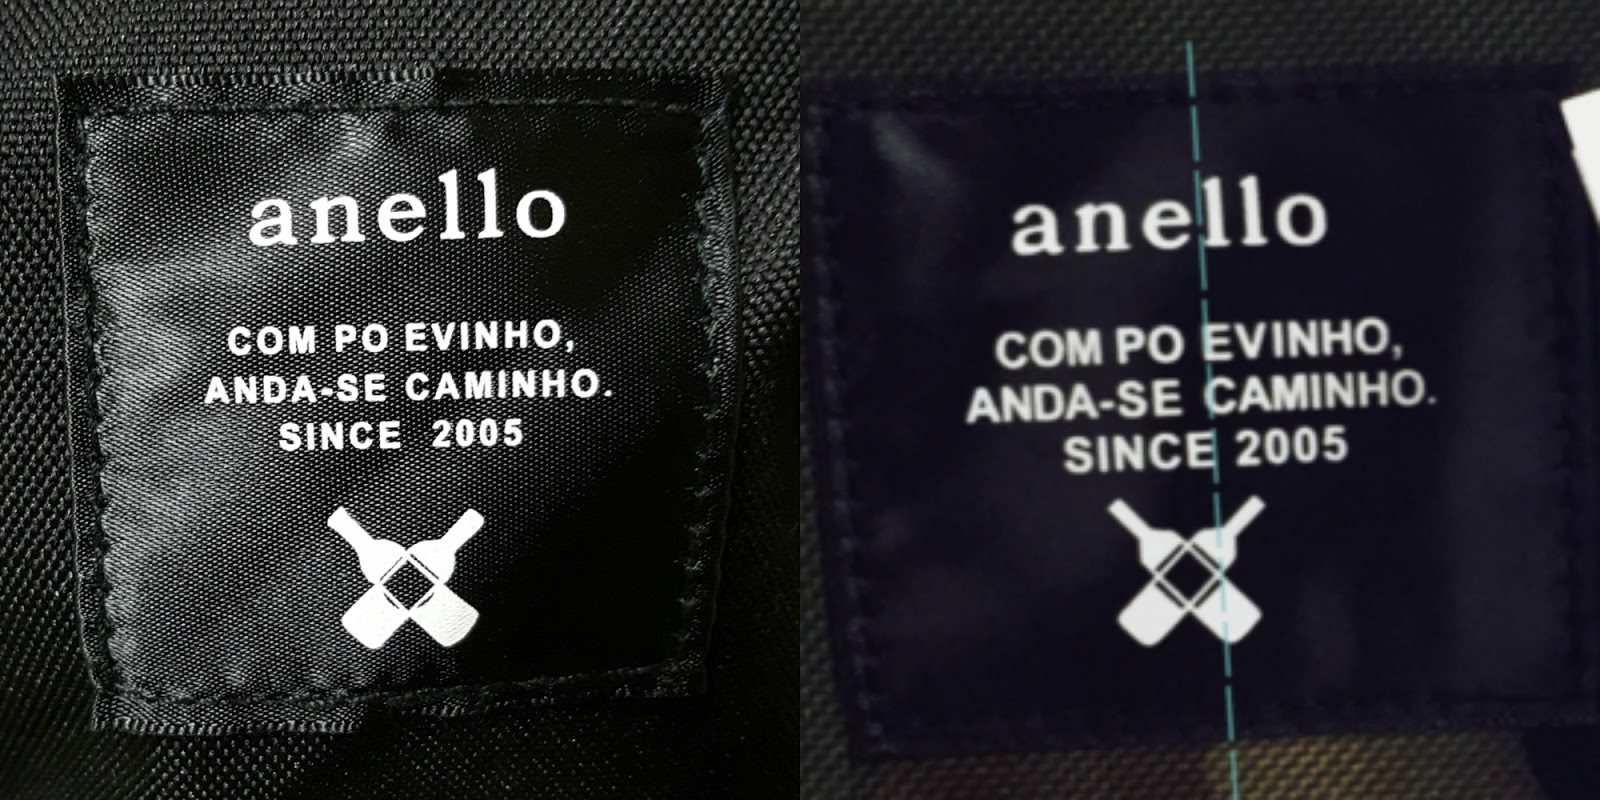 anello
COM PO EVINHO,
ANDA-SE CAMINHO.
SINCE 2005
anello
COM PO EVINHO,
ANDA-SE CAMINHO.
SINCE 2005